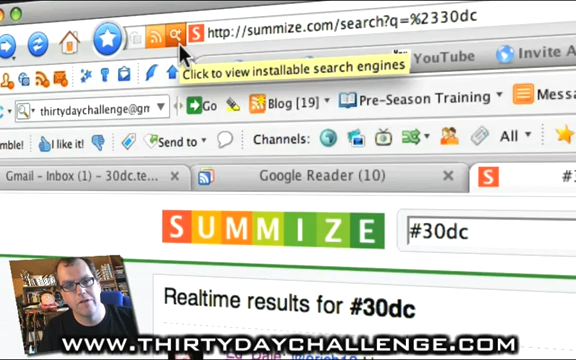 S http://summize.com/search?q=%2330dc
Click to view installable search engines
YouTube
Invite A
thirtydaychallenge@gm
Go
Blog [19]
Pre-Season Training
Messa
mble!
I like it!
Send to
Channels:
All
Gmail - Inbox (1) - 30dc.te...
Google Reader (10)
S
#3
SUMMIZE
#30dc
Realtime results for #30dc
WWW.THIRTYDAYCHALLENGE.COM